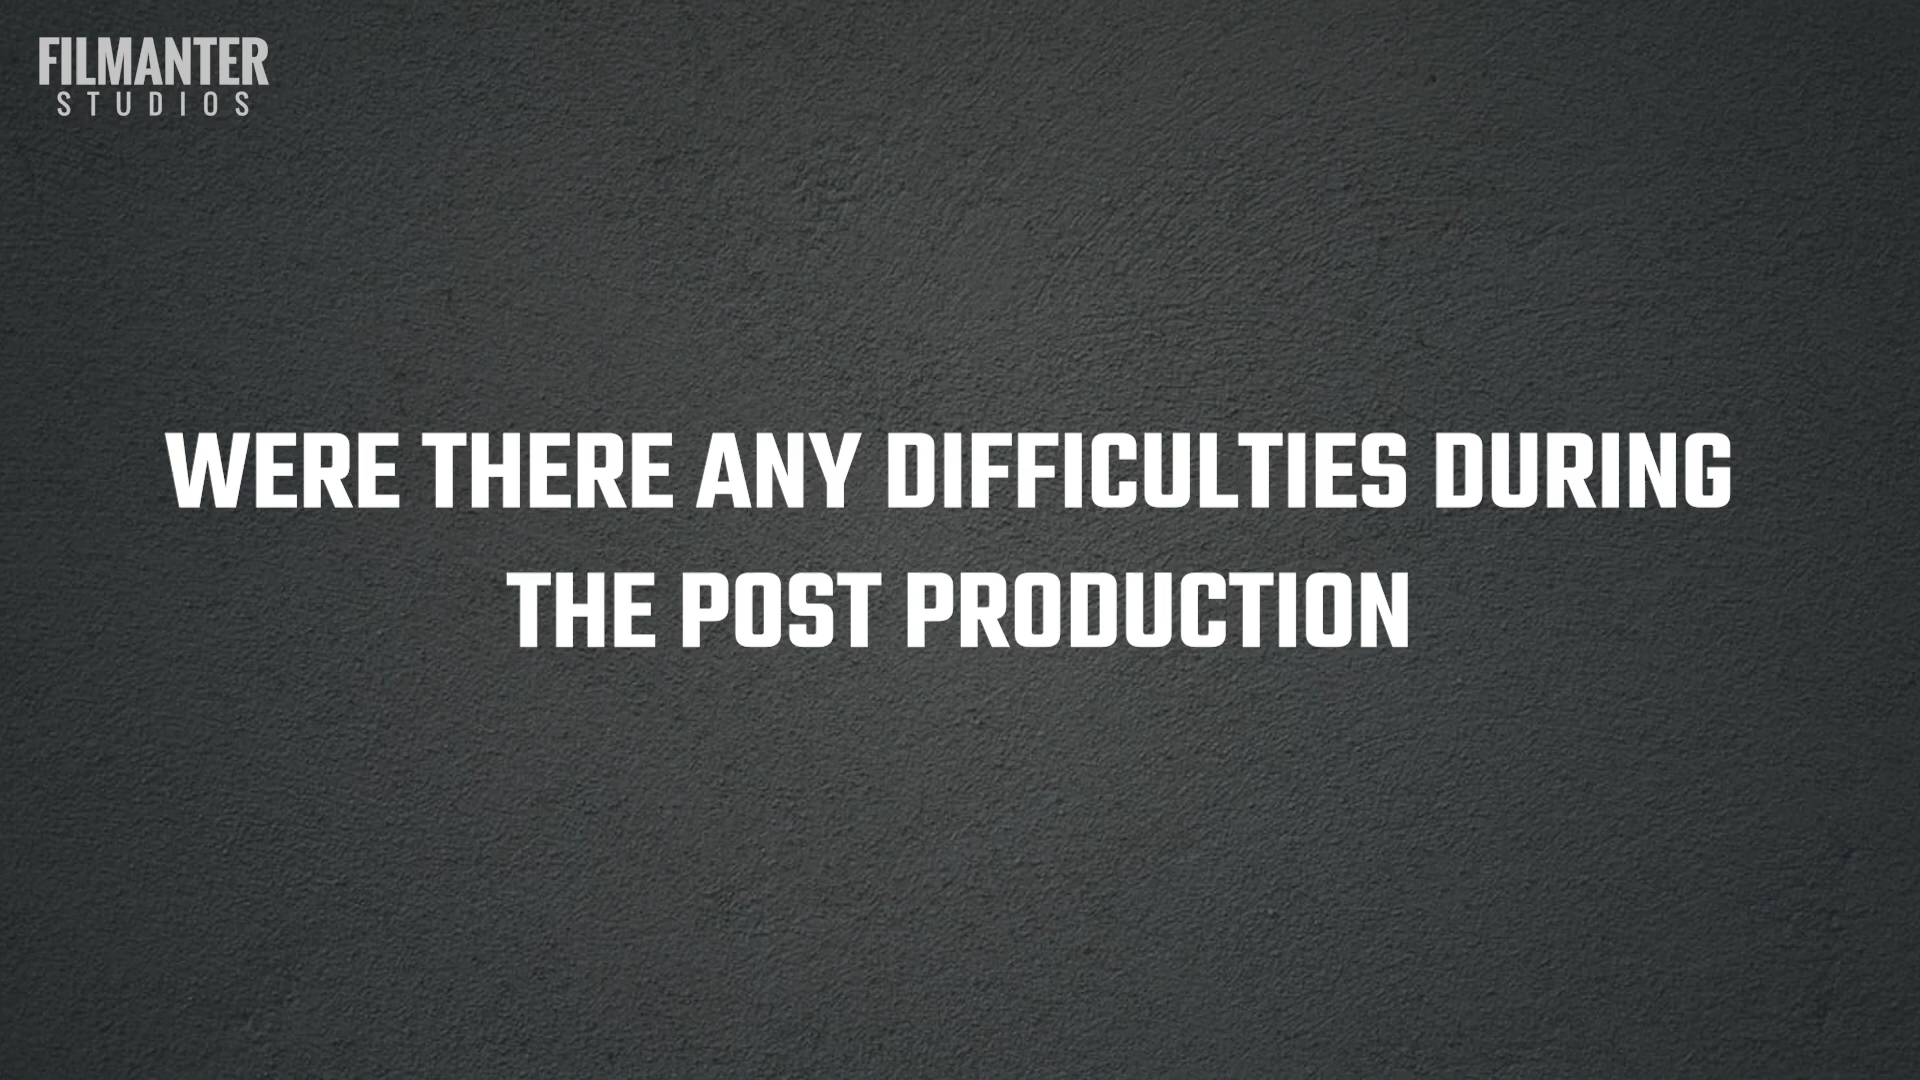 FILMANTER
STUDIOS
WERE THERE ANY DIFFICULTIES DURING
THE POST PRODUCTION